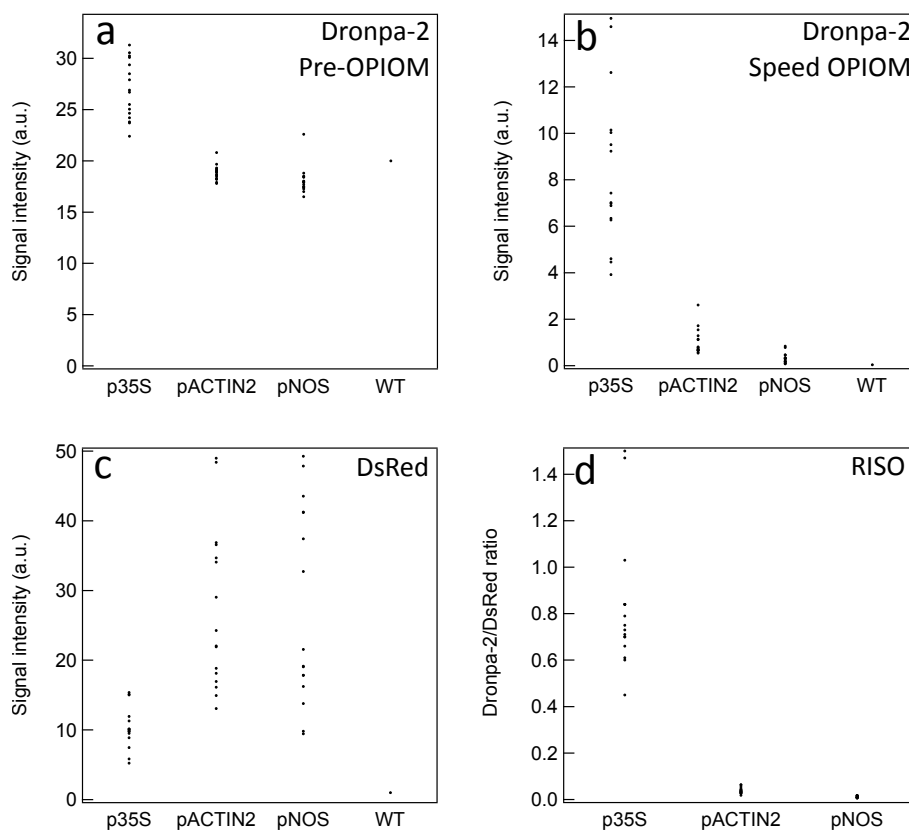 a
Dronpa-2
Pre-OPIOM
Signal intensity (a.u.)
30
25
20
15
10
5
0
p35S
pACTIN2
pNOS
WT
b
Dronpa-2
Speed OPIOM
Signal intensity (a.u.)
14
12
10
8
6
4
2
0
p35S
pACTIN2
pNOS
WT
c
DsRed
Signal intensity (a.u.)
50
40
30
20
10
0
p35S
pACTIN2
pNOS
WT
d
RISO
Dronpa-2/DsRed ratio
1.4
1.2
1.0
0.8
0.6
0.4
0.2
0.0
p35S
pACTIN2
pNOS